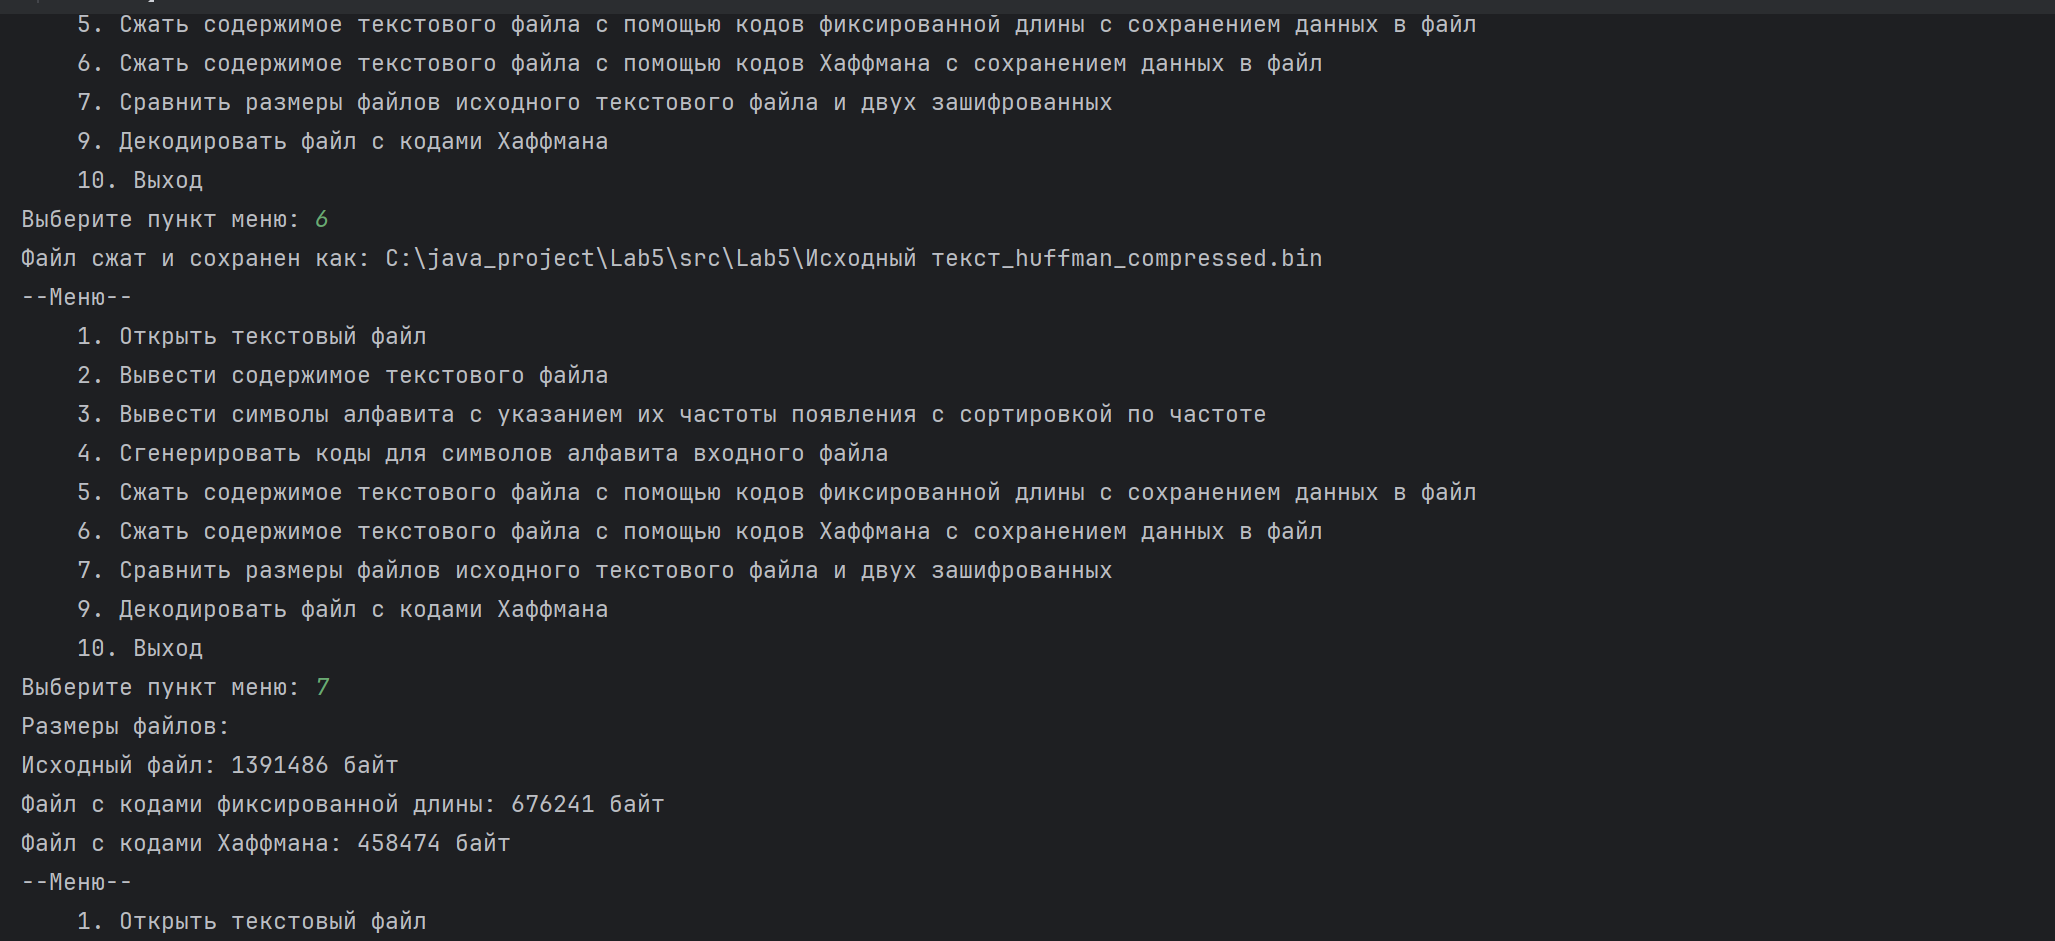 5. Сжать содержимое текстового файла с помощью кодов фиксированной длины с сохранением данных в файл
6. Сжать содержимое текстового файла с помощью кодов Хаффмана с сохранением данных в файл
7. Сравнить размеры файлов исходного текстового файла и двух зашифрованных
9. Декодировать файл с кодами Хаффмана
10. Выход
Выберите пункт меню: 6
Файл сжат и сохранен как: C:\java_project\Lab5\src\Lab5\Исходный текст_huffman_compressed.bin
--Меню--
1. Открыть текстовый файл
2. Вывести содержимое текстового файла
3. Вывести символы алфавита с указанием их частоты появления с сортировкой по частоте
4. Сгенерировать коды для символов алфавита входного файла
5. Сжать содержимое текстового файла с помощью кодов фиксированной длины с сохранением данных в файл
6. Сжать содержимое текстового файла с помощью кодов Хаффмана с сохранением данных в файл
7. Сравнить размеры файлов исходного текстового файла и двух зашифрованных
9. Декодировать файл с кодами Хаффмана
10. Выход
Выберите пункт меню: 7
Размеры файлов:
Исходный файл: 1391486 байт
Файл с кодами фиксированной длины: 676241 байт
Файл с кодами Хаффмана: 458474 байт
--Меню--
1. Открыть текстовый файл